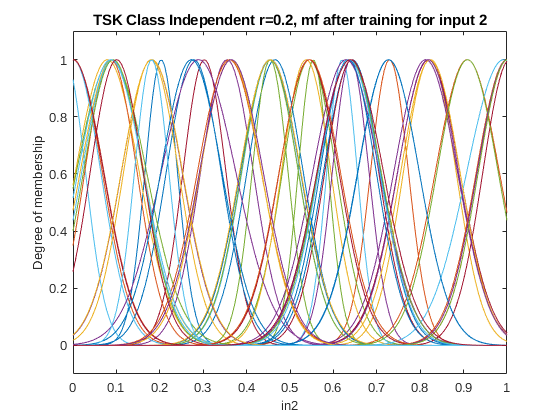 TSK Class Independent r=0.2, mf after training for input 2
Degree of membership
1
0.8
0.6
0.4
0.2
0
0 0.1 0.2 0.3 0.4 0.5 0.6 0.7 0.8 0.9 1
in2